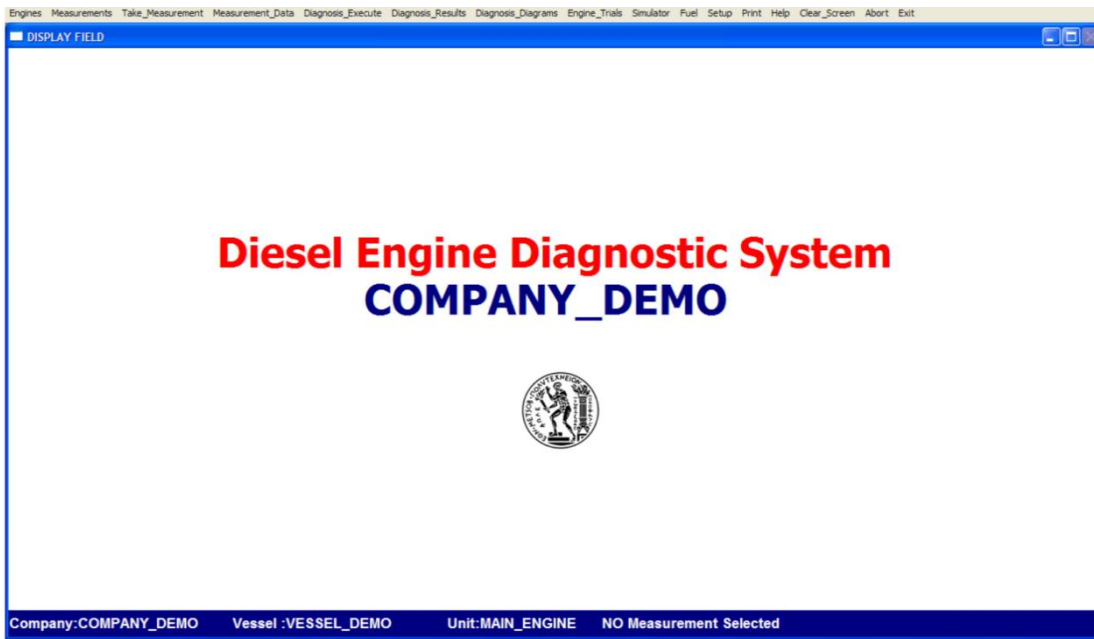 Engines Measurements Take_Measurement Measurement_Data Diagnosis_Execute Diagnosis_Results Diagnosis_Diagrams Engine_Trials Simulator Fuel Setup Print Help Clear_Screen Abort Exit
DISPLAY FIELD
Diesel Engine Diagnostic System
COMPANY_DEMO
Company:COMPANY_DEMO Vessel :VESSEL_DEMO Unit:MAIN_ENGINE NO Measurement Selected